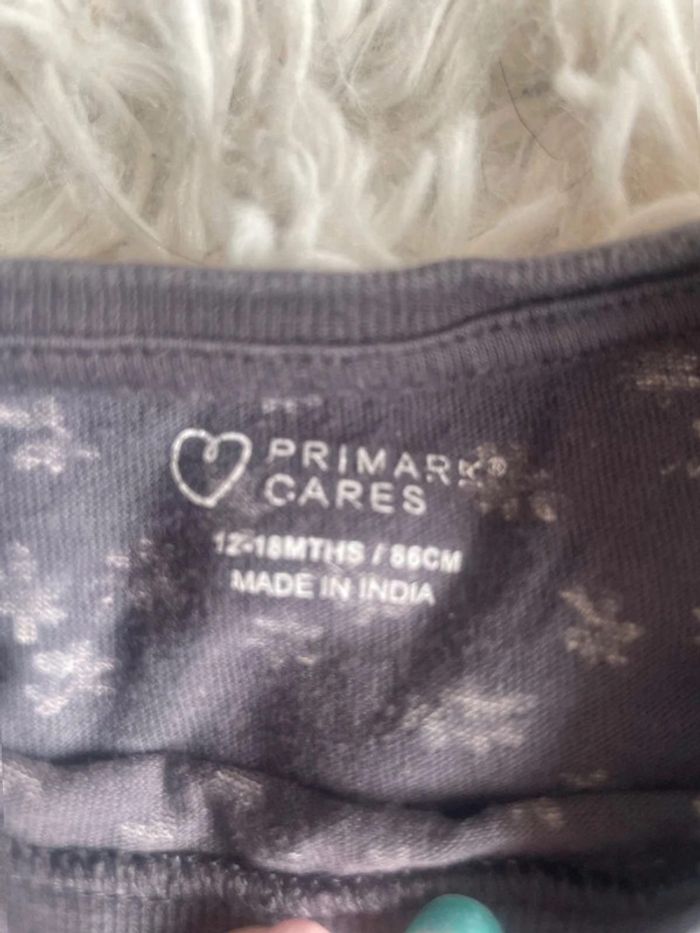 PRIMARK®
CARES
12-18MTHS / 86CM
MADE IN INDIA